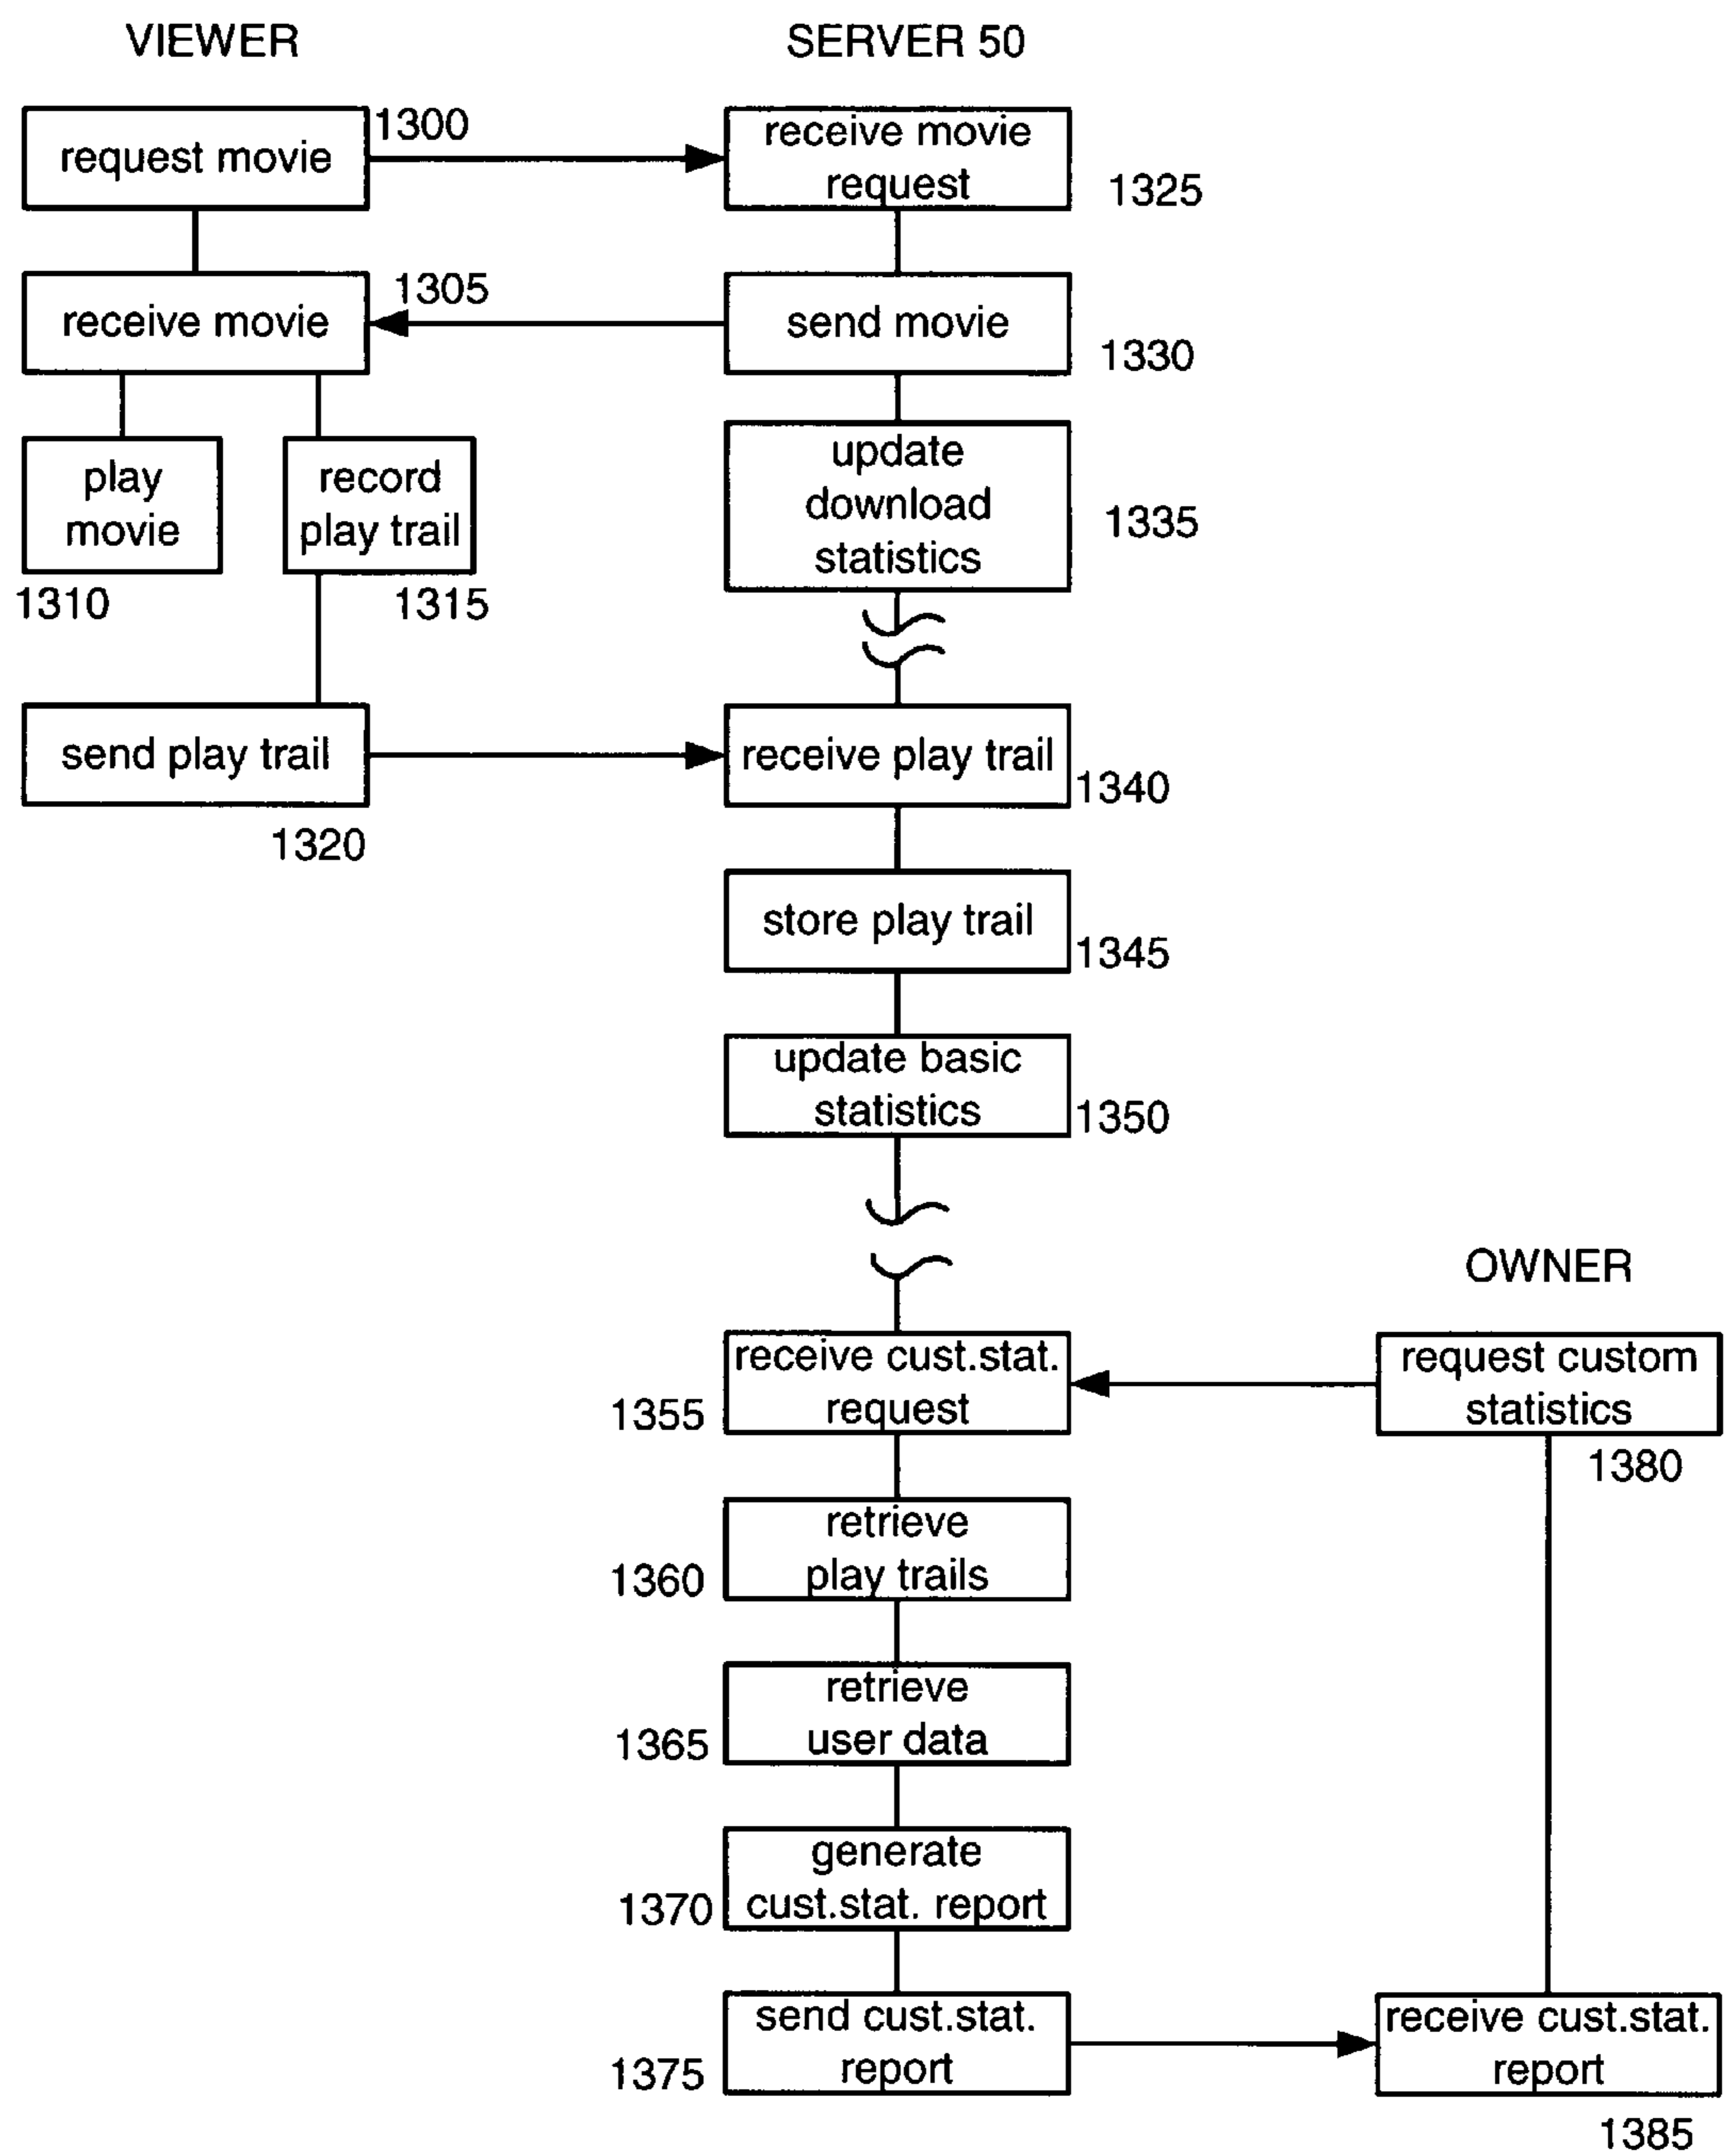 VIEWER
SERVER 50
request movie
1300
receive movie
request
1325
receive movie
1305
send movie
1330
play
movie
1310
record
play trail
1315
update
download
statistics
1335
send play trail
1320
receive play trail
1340
store play trail
1345
update basic
statistics
1350
OWNER
receive cust.stat.
request
1355
request custom
statistics
1380
retrieve
play trails
1360
retrieve
user data
1365
generate
cust.stat. report
1370
send cust.stat.
report
1375
receive cust.stat.
report
1385